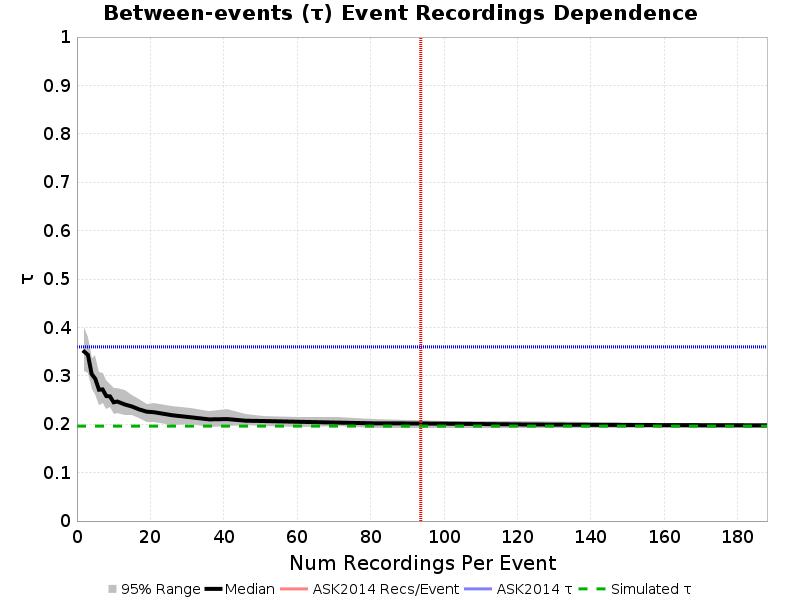 Between-events (τ) Event Recordings Dependence
1
0.9
0.8
0.7
0.6
0.5
0.4
0.3
0.2
0.1
0
τ
0 20 40 60 80 100 120 140 160 180
Num Recordings Per Event
95% Range Median ASK2014 Recs/Event ASK2014 τ Simulated τ